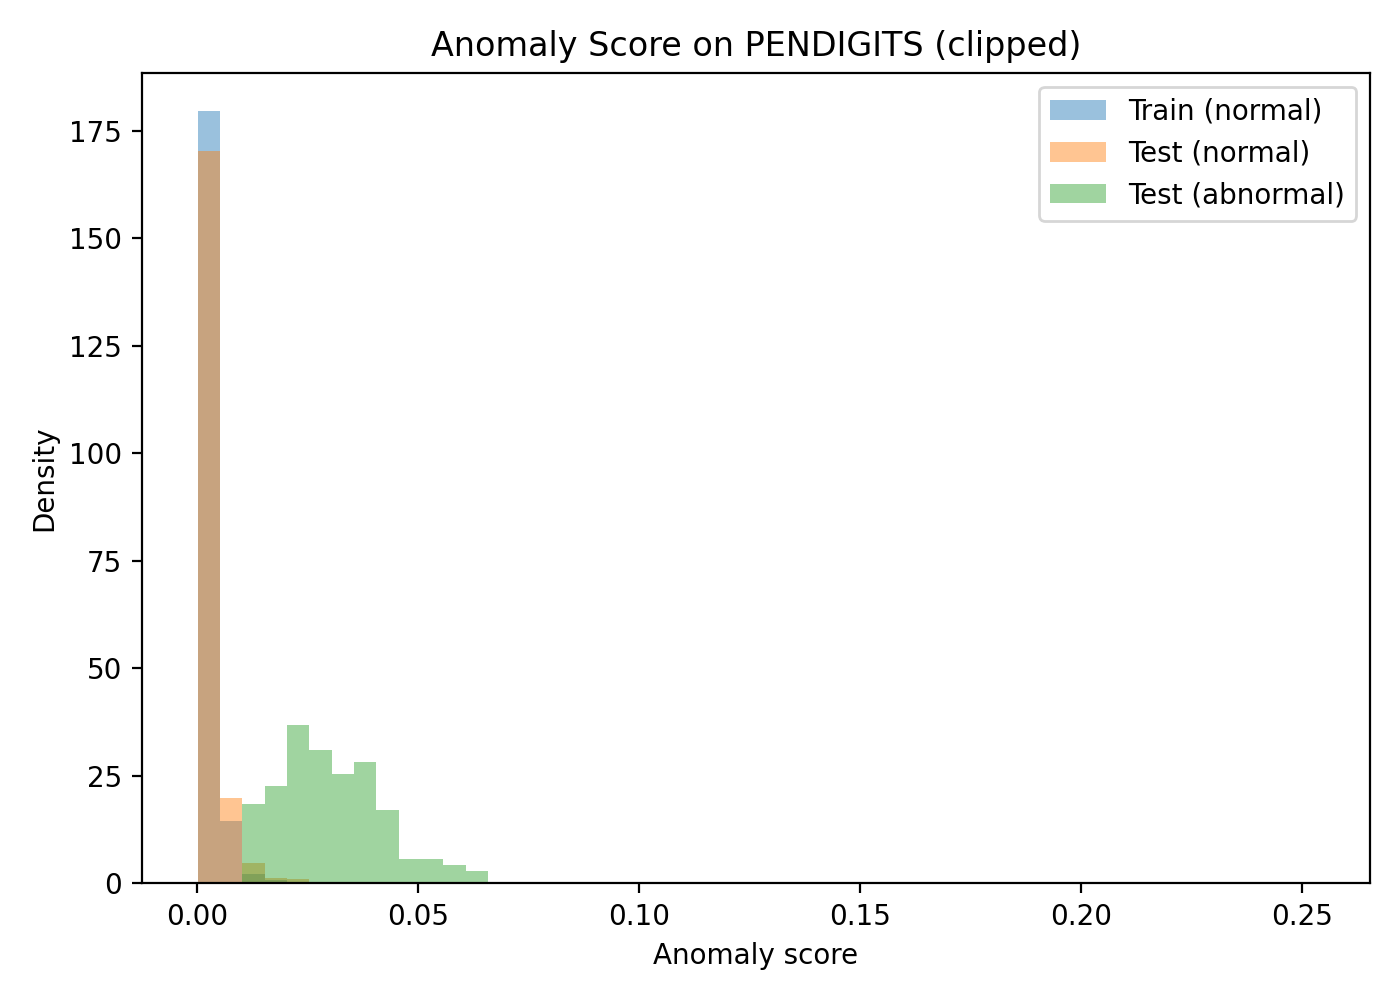 Anomaly Score on PENDIGITS (clipped)
Train (normal)
Test (normal)
Test (abnormal)
175
150
125
100
75
50
25
0
Density
0.00 0.05 0.10 0.15 0.20 0.25
Anomaly score